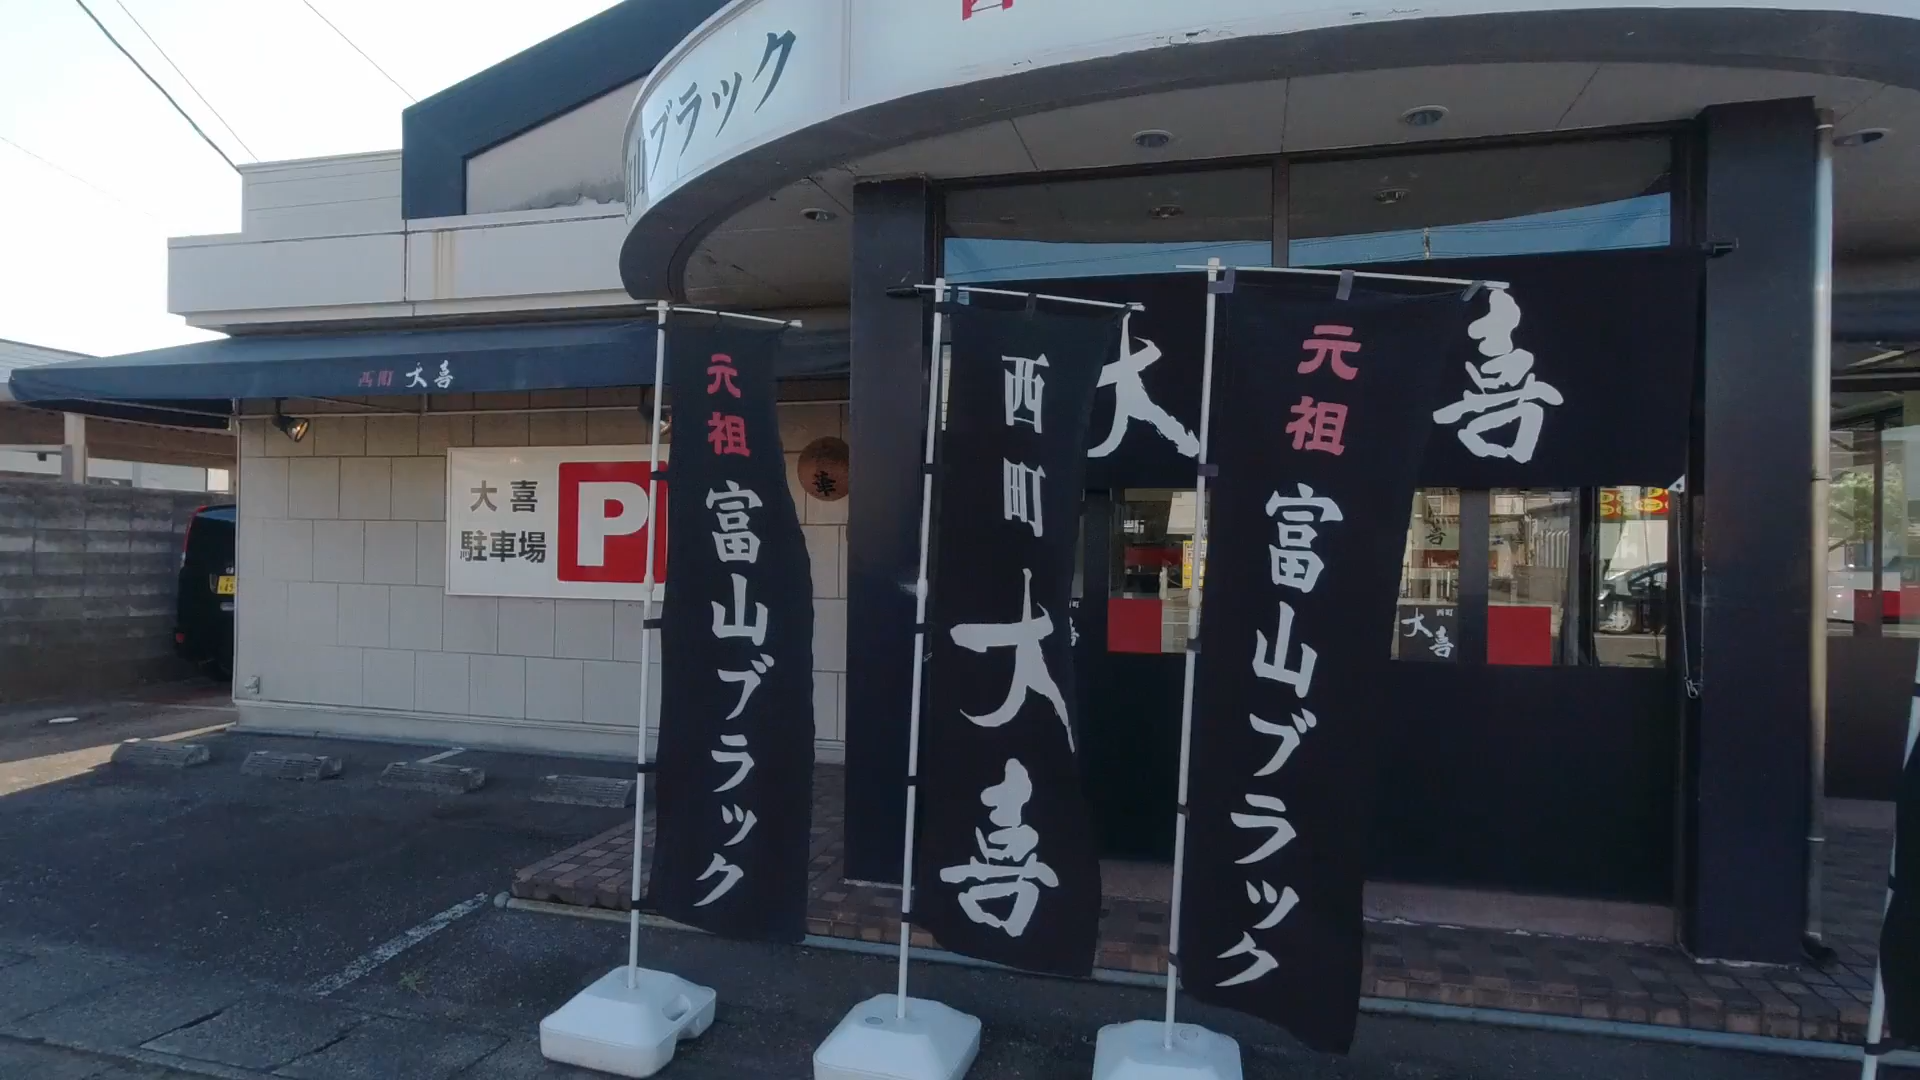 山ブラック
西町 大喜
大喜
駐車場
P
元祖 富山ブラック
西町 大喜
元祖 富山ブラック
大喜
西町
大喜